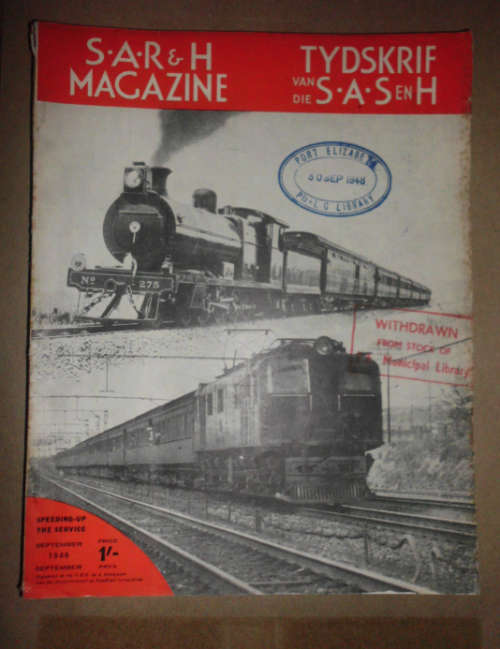 S·A·R & H
MAGAZINE
TYDSKRIF
VAN DIE S·A·S EN H
PORT ELIZABETH
30 SEP 1948
LIBRARY
No 275
WITHDRAWN
FROM STOCK OF
Municipal Library
SPEEDING-UP
THE SERVICE
SEPTEMBER
SEPTEMBER
PRICE
1/-
PRYS